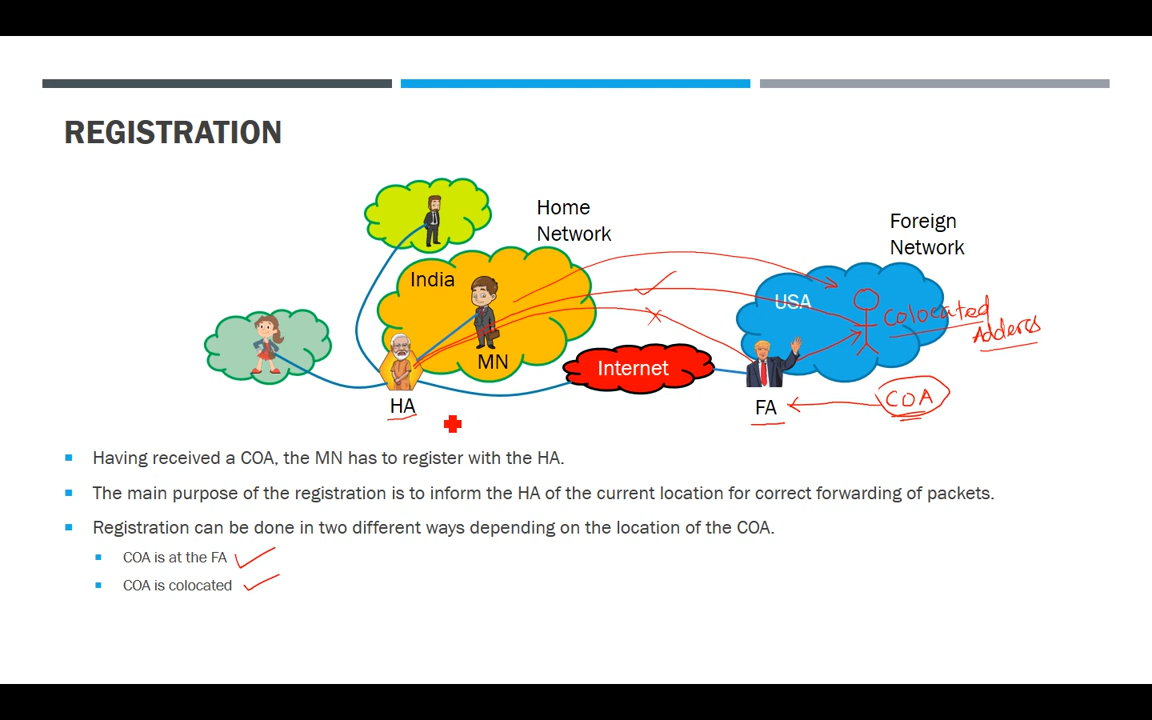 REGISTRATION
Home
Network
Foreign
Network
India
USA
Colocated
Adderes
MN
Internet
HA
FA
COA
Having received a COA, the MN has to register with the HA.
The main purpose of the registration is to inform the HA of the current location for correct forwarding of packets.
Registration can be done in two different ways depending on the location of the COA.
COA is at the FA
COA is colocated